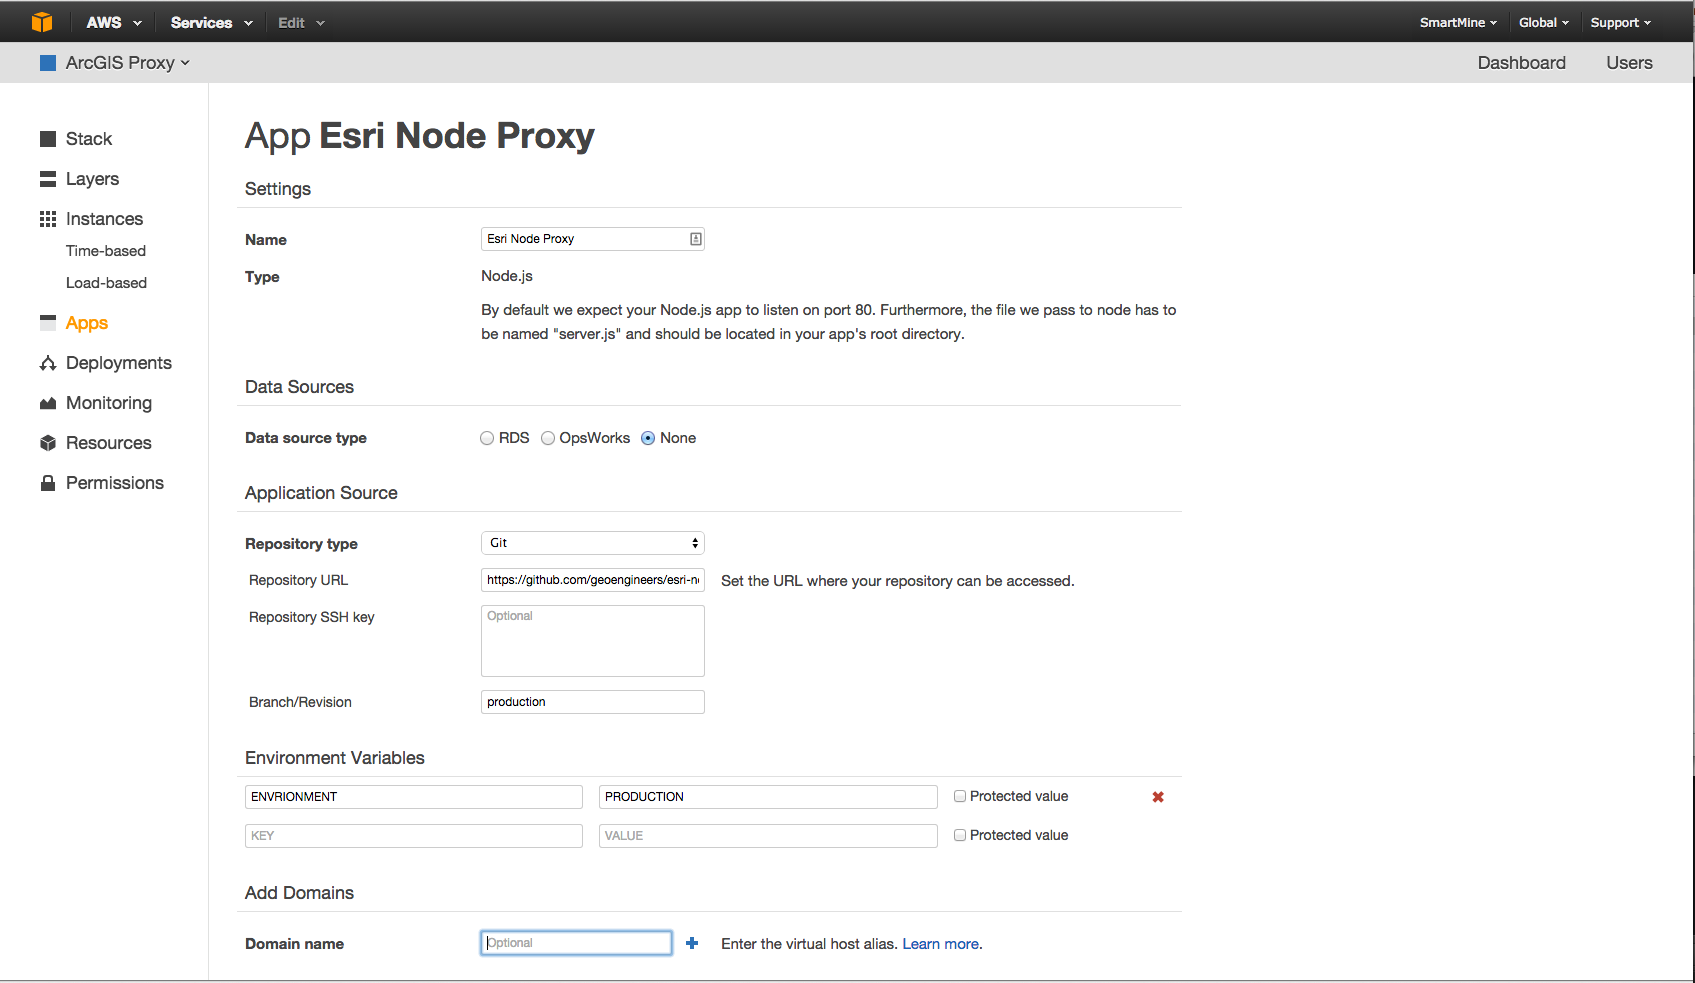 AWS Services Edit SmartMine Global Support
ArcGIS Proxy Dashboard Users
Stack
Layers
Instances
Time-based
Load-based
Apps
Deployments
Monitoring
Resources
Permissions
App Esri Node Proxy
Settings
Name Esri Node Proxy
Type Node.js
By default we expect your Node.js app to listen on port 80. Furthermore, the file we pass to node has to
be named "server.js" and should be located in your app's root directory.
Data Sources
Data source type RDS OpsWorks None
Application Source
Repository type Git
Repository URL https://github.com/geoengineers/esri-n Set the URL where your repository can be accessed.
Repository SSH key Optional
Branch/Revision production
Environment Variables
ENVRIONMENT PRODUCTION Protected value
KEY VALUE Protected value
Add Domains
Domain name Optional Enter the virtual host alias. Learn more.